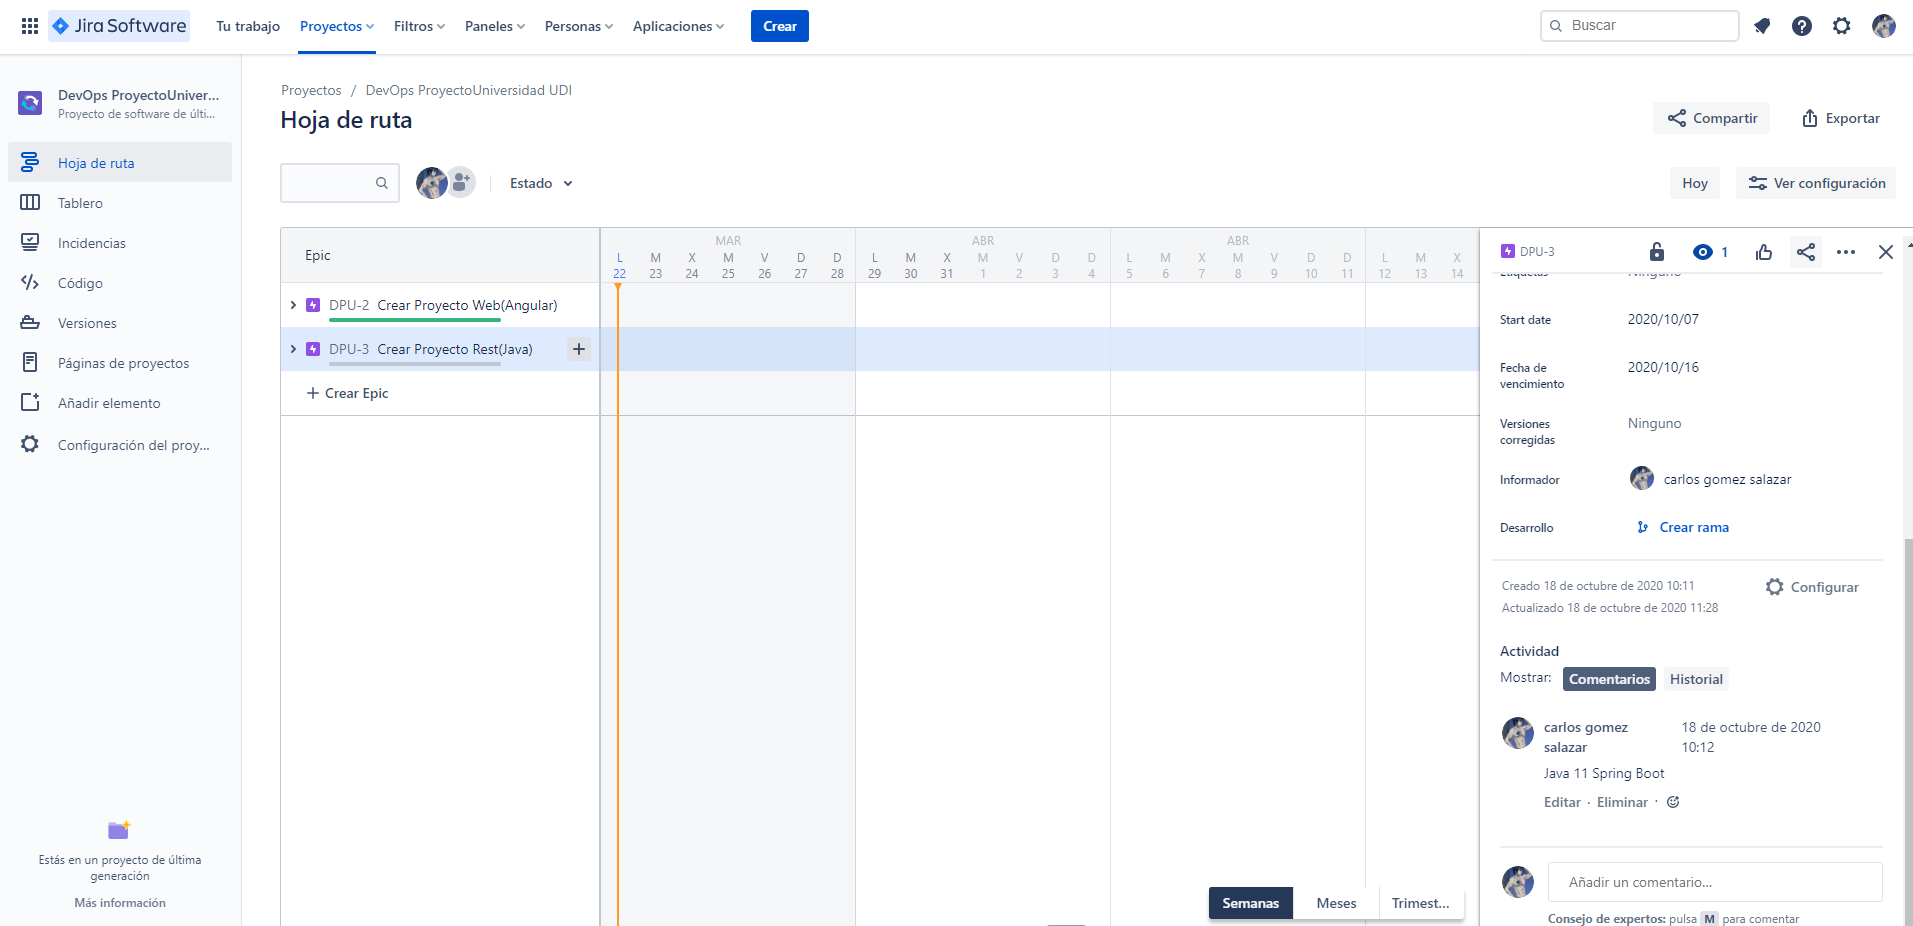 Jira Software
Tu trabajo
Proyectos
Filtros
Paneles
Personas
Aplicaciones
Crear
Buscar
DevOps ProyectoUniver...
Proyecto de software de últi...
Hoja de ruta
Tablero
Incidencias
Código
Versiones
Páginas de proyectos
Añadir elemento
Configuración del proy...
Estás en un proyecto de última
generación
Más información
Proyectos / DevOps ProyectoUniversidad UDI
Hoja de ruta
Compartir
Exportar
Estado
Hoy
Ver configuración
Epic
MAR ABR ABR
L M X M V D D L M X M V D D L M X M V D D L M X
22 23 24 25 26 27 28 29 30 31 1 2 3 4 5 6 7 8 9 10 11 12 13 14
DPU-2 Crear Proyecto Web(Angular)
DPU-3 Crear Proyecto Rest(Java)
+ Crear Epic
Semanas
Meses
Trimest...
DPU-3
1
Etiquetas Ninguno
Start date 2020/10/07
Fecha de
vencimiento
2020/10/16
Versiones
corregidas
Ninguno
Informador carlos gomez salazar
Desarrollo Crear rama
Creado 18 de octubre de 2020 10:11
Actualizado 18 de octubre de 2020 11:28
Configurar
Actividad
Mostrar: Comentarios Historial
carlos gomez
salazar
18 de octubre de 2020
10:12
Java 11 Spring Boot
Editar · Eliminar ·
Añadir un comentario...
Consejo de expertos: pulsa M para comentar